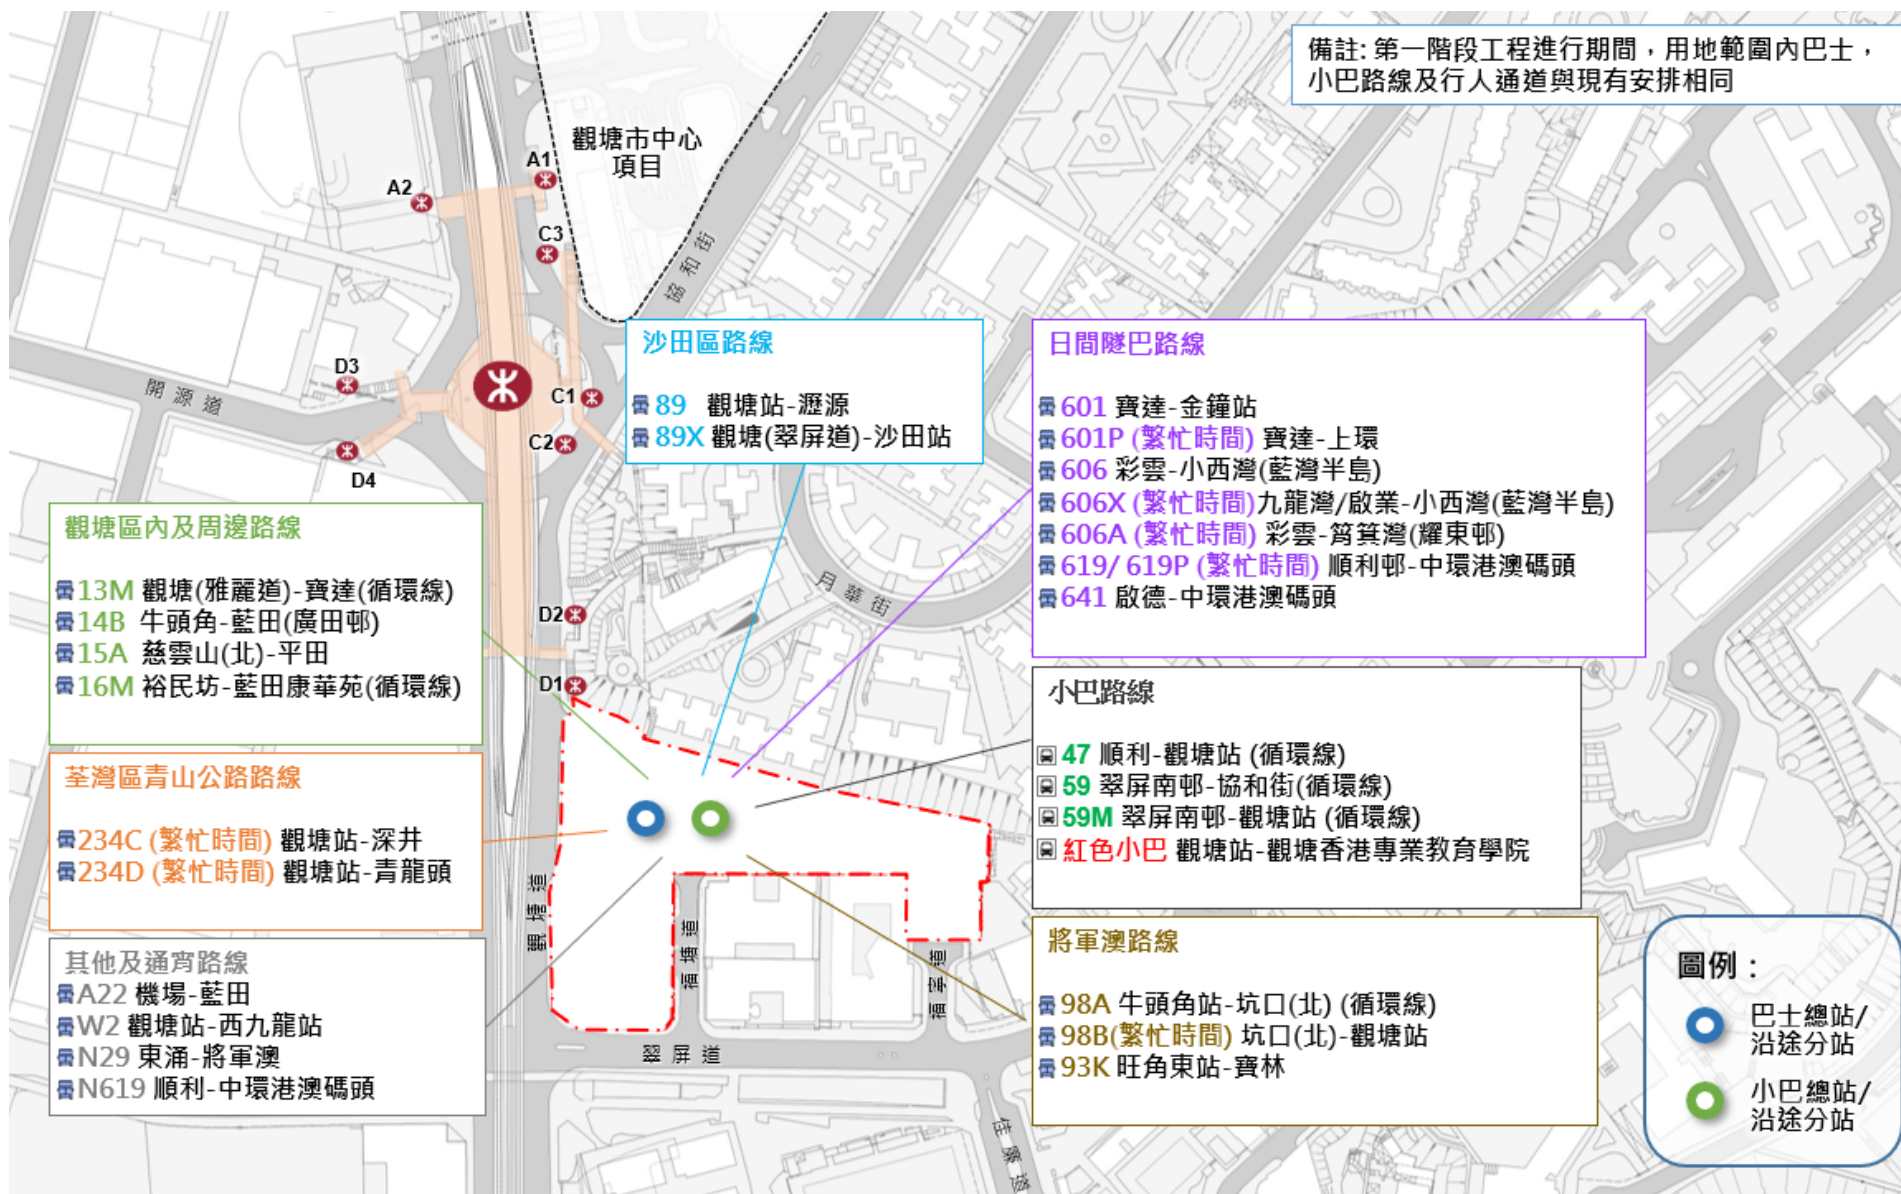 備註: 第一階段工程進行期間，用地範圍內巴士，
小巴路線及行人通道與現有安排相同
觀塘市中心
項目
A1
A2
C3
協和街
D3
開源道
C1
C2
D4
沙田區路線
89 觀塘站-瀝源
89X 觀塘(翠屏道)-沙田站
日間隧巴路線
601 寶達-金鐘站
601P (繁忙時間) 寶達-上環
606 彩雲-小西灣(藍灣半島)
606X (繁忙時間)九龍灣/啟業-小西灣(藍灣半島)
606A (繁忙時間) 彩雲-筲箕灣(耀東邨)
619/ 619P (繁忙時間) 順利邨-中環港澳碼頭
641 啟德-中環港澳碼頭
觀塘區內及周邊路線
13M 觀塘(雅麗道)-寶達(循環線)
14B 牛頭角-藍田(廣田邨)
15A 慈雲山(北)-平田
16M 裕民坊-藍田康華苑(循環線)
月華街
D2
D1
小巴路線
47 順利-觀塘站 (循環線)
59 翠屏南邨-協和街(循環線)
59M 翠屏南邨-觀塘站 (循環線)
紅色小巴 觀塘站-觀塘香港專業教育學院
荃灣區青山公路路線
234C (繁忙時間) 觀塘站-深井
234D (繁忙時間) 觀塘站-青龍頭
觀塘道
福塘道
福寧道
其他及通宵路線
A22 機場-藍田
W2 觀塘站-西九龍站
N29 東涌-將軍澳
N619 順利-中環港澳碼頭
將軍澳路線
98A 牛頭角站-坑口(北) (循環線)
98B(繁忙時間) 坑口(北)-觀塘站
93K 旺角東站-寶林
翠屏道
佳廉道
圖例：
巴士總站/
沿途分站
小巴總站/
沿途分站